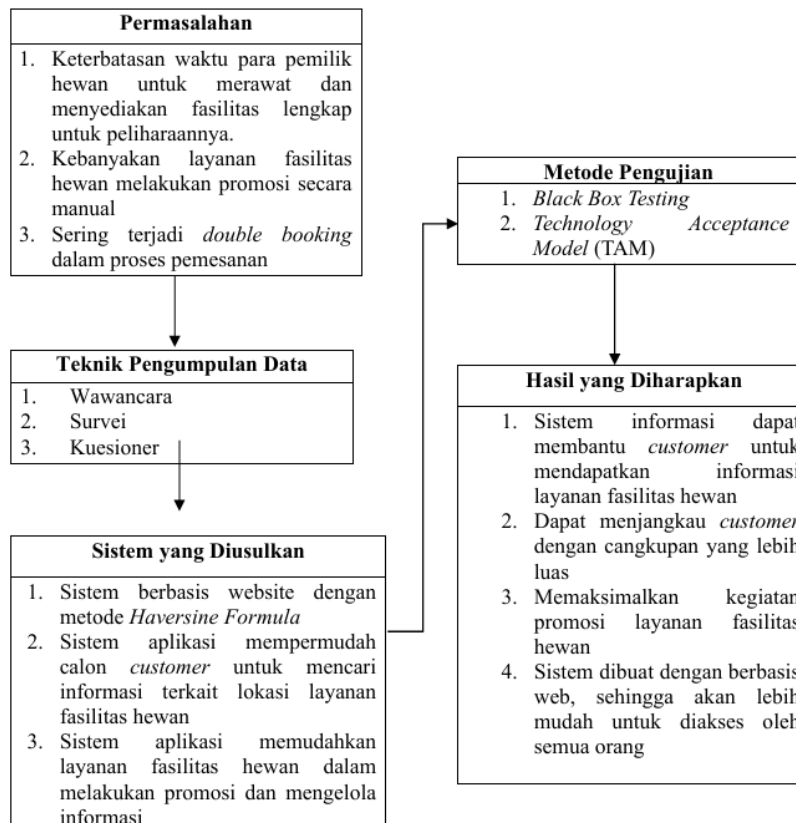 Permasalahan
1. Keterbatasan waktu para pemilik
hewan untuk merawat dan
menyediakan fasilitas lengkap
untuk peliharaannya.
2. Kebanyakan layanan fasilitas
hewan melakukan promosi secara
manual
3. Sering terjadi double booking
dalam proses pemesanan
Teknik Pengumpulan Data
1. Wawancara
2. Survei
3. Kuesioner
Sistem yang Diusulkan
1. Sistem berbasis website dengan
metode Haversine Formula
2. Sistem aplikasi mempermudah
calon customer untuk mencari
informasi terkait lokasi layanan
fasilitas hewan
3. Sistem aplikasi memudahkan
layanan fasilitas hewan dalam
melakukan promosi dan mengelola
informasi
Metode Pengujian
1. Black Box Testing
2. Technology Acceptance
Model (TAM)
Hasil yang Diharapkan
1. Sistem informasi dapat
membantu customer untuk
mendapatkan informasi
layanan fasilitas hewan
2. Dapat menjangkau customer
dengan cangkupan yang lebih
luas
3. Memaksimalkan kegiatan
promosi layanan fasilitas
hewan
4. Sistem dibuat dengan berbasis
web, sehingga akan lebih
mudah untuk diakses oleh
semua orang